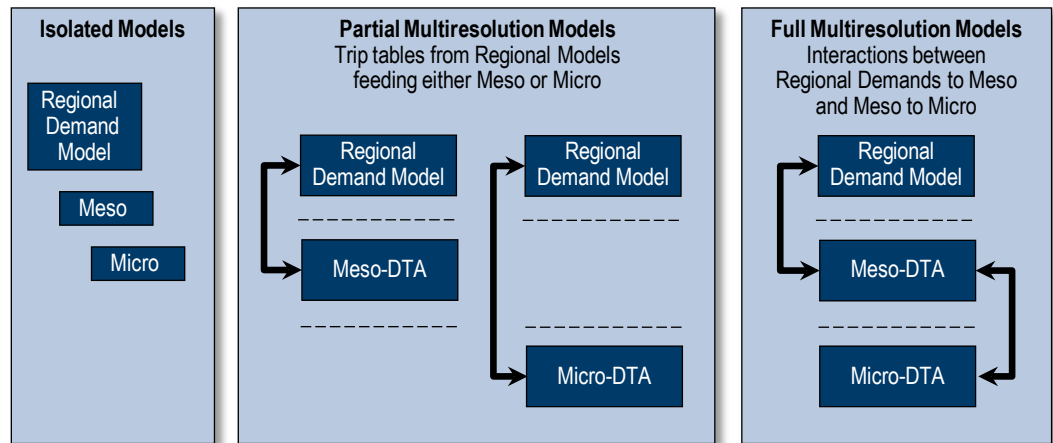 Isolated Models
Regional
Demand
Model
Meso
Micro
Partial Multiresolution Models
Trip tables from Regional Models
feeding either Meso or Micro
Regional
Demand Model
Meso-DTA
Regional
Demand Model
Micro-DTA
Full Multiresolution Models
Interactions between
Regional Demands to Meso
and Meso to Micro
Regional
Demand Model
Meso-DTA
Micro-DTA